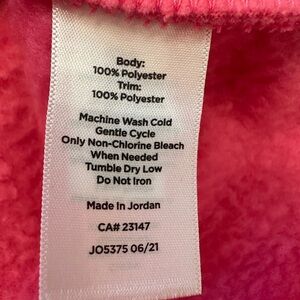 Body:
100% Polyester
Trim:
100% Polyester
Machine Wash Cold
Gentle Cycle
Only Non-Chlorine Bleach
When Needed
Tumble Dry Low
Do Not Iron
Made in Jordan
CA# 23147
JO5375 06/21